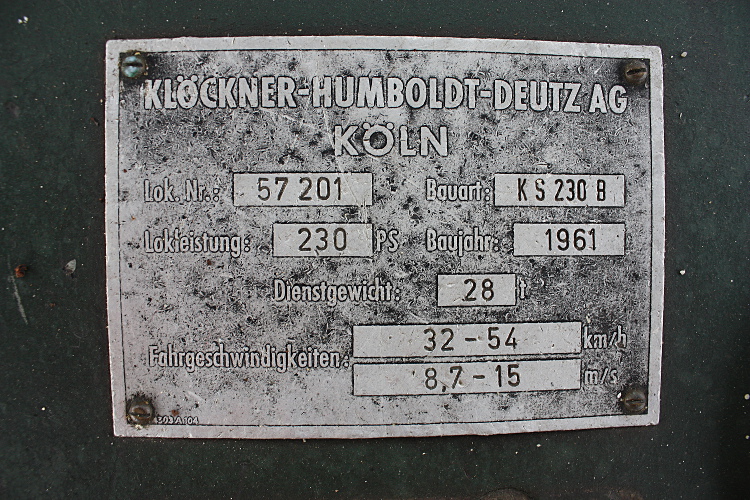 KLÖCKNER-HUMBOLDT-DEUTZ AG
KÖLN
Lok. Nr.: 57 201 Bauart: K S 230 B
Lokleistung: 230 PS Baujahr: 1961
Dienstgewicht: 28 t
Fahrgeschwindigkeiten: 32 - 54 km/h
8,7 - 15 m/s